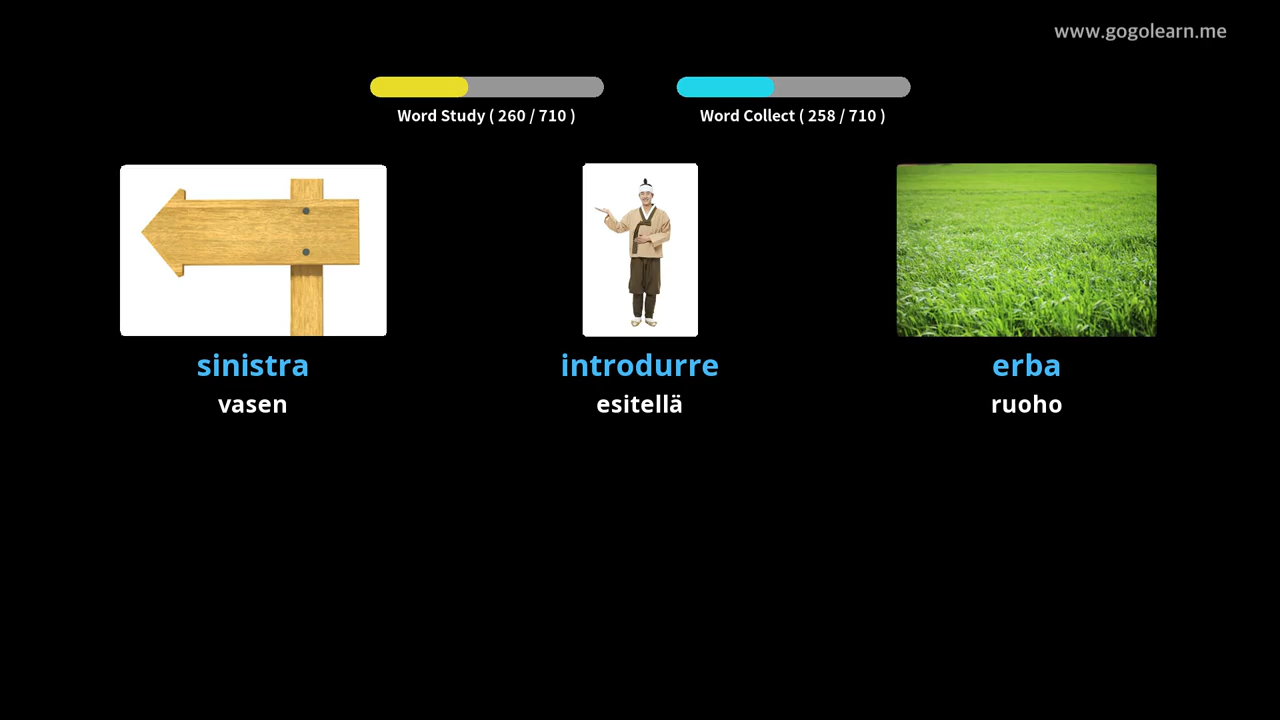 www.gogolearn.me
Word Study ( 260 / 710 )
Word Collect ( 258 / 710 )
sinistra
vasen
introdurre
esitellä
erba
ruoho